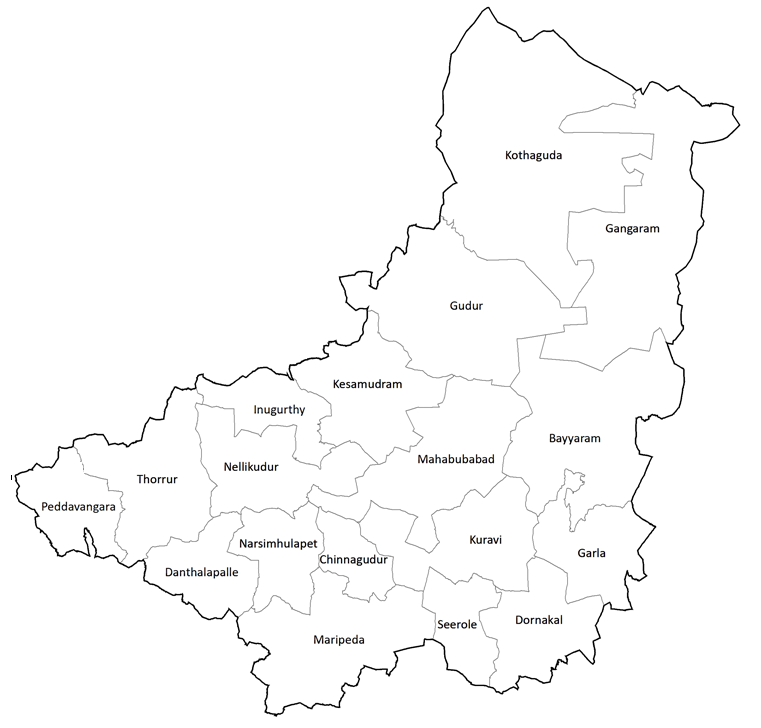 Kothaguda
Gangaram
Gudur
Kesamudram
Inugurthy
Bayyaram
Mahabubabad
Nellikudur
Thorrur
Peddavangara
Kuravi
Narsimhulapet
Garla
Chinnagudur
Danthalapalle
Dornakal
Seerole
Maripeda